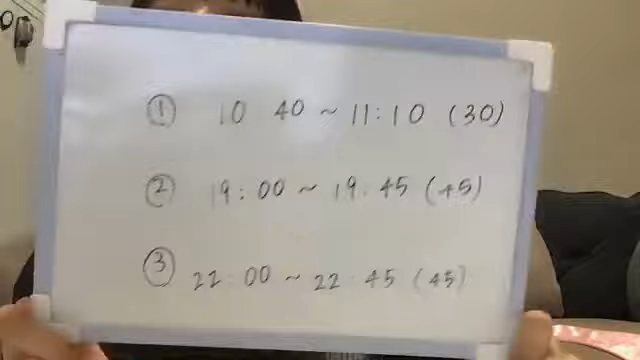 ① 10 40 ~ 11:10 (30)
② 19:00 ~ 19:45 (45)
③ 22:00 ~ 22:45 (45)